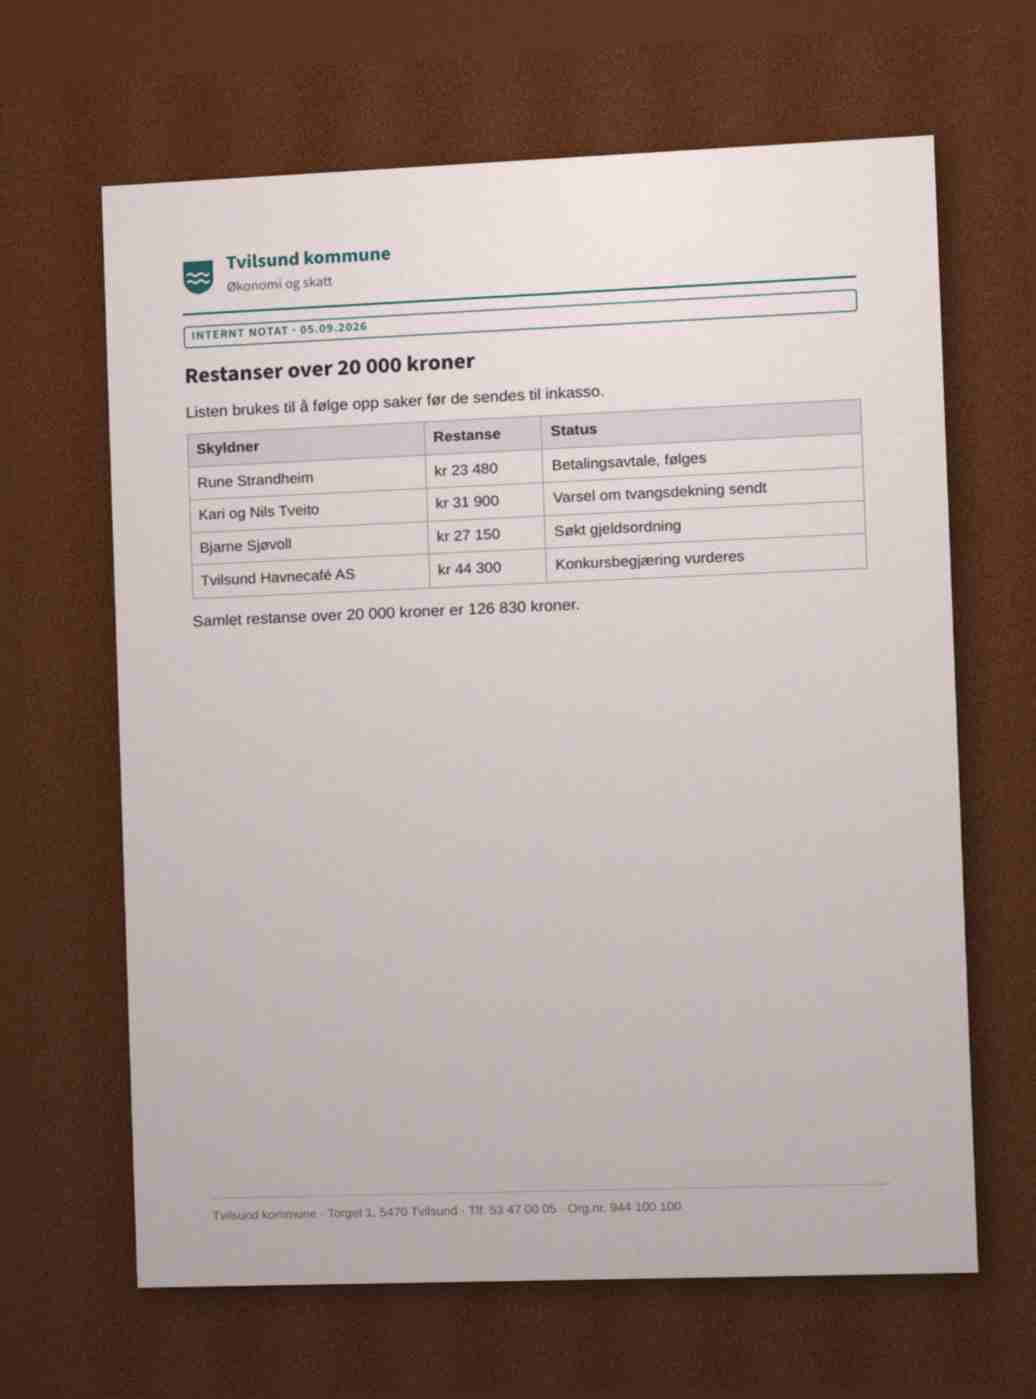 Tvilsund kommune
Økonomi og skatt
INTERNT NOTAT · 05.09.2026
Restanser over 20 000 kroner
Listen brukes til å følge opp saker før de sendes til inkasso.
Skyldner Restanse Status
Rune Strandheim kr 23 480 Betalingsavtale, følges
Kari og Nils Tveito kr 31 900 Varsel om tvangsdekning sendt
Bjarne Sjøvoll kr 27 150 Søkt gjeldsordning
Tvilsund Havnecafé AS kr 44 300 Konkursbegjæring vurderes
Samlet restanse over 20 000 kroner er 126 830 kroner.
Tvilsund kommune · Torget 1, 5470 Tvilsund · Tlf. 53 47 00 05 · Org.nr. 944 100 100